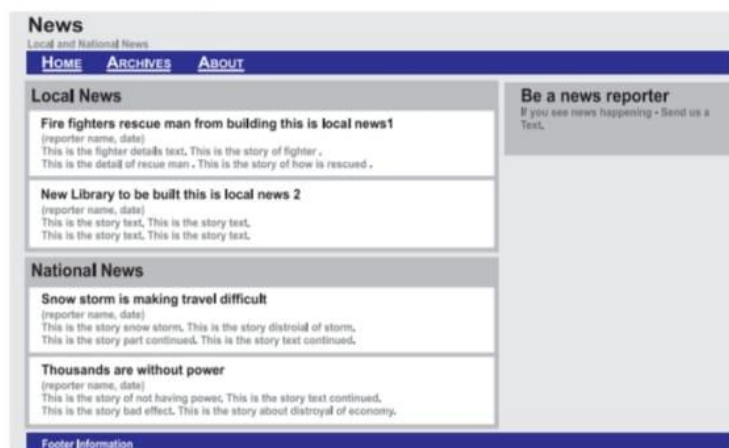 News
Local and National News
HOME ARCHIVES ABOUT
Local News
Fire fighters rescue man from building this is local news1
(reporter name, date)
This is the fighter details text. This is the story of fighter .
This is the detail of recue man . This is the story of how is rescued .
New Library to be built this is local news 2
(reporter name, date)
This is the story text, This is the story text,
This is the story text, This is the story text.
National News
Snow storm is making travel difficult
(reporter name, date)
This is the story snow storm. This is the story distroial of storm,
This is the story part continued. This is the story text continued.
Thousands are without power
(reporter name, date)
This is the story of not having power. This is the story text continued,
This is the story bad effect. This is the story about distroyal of economy.
Be a news reporter
If you see news happening - Send us a
Text.
Footer Information